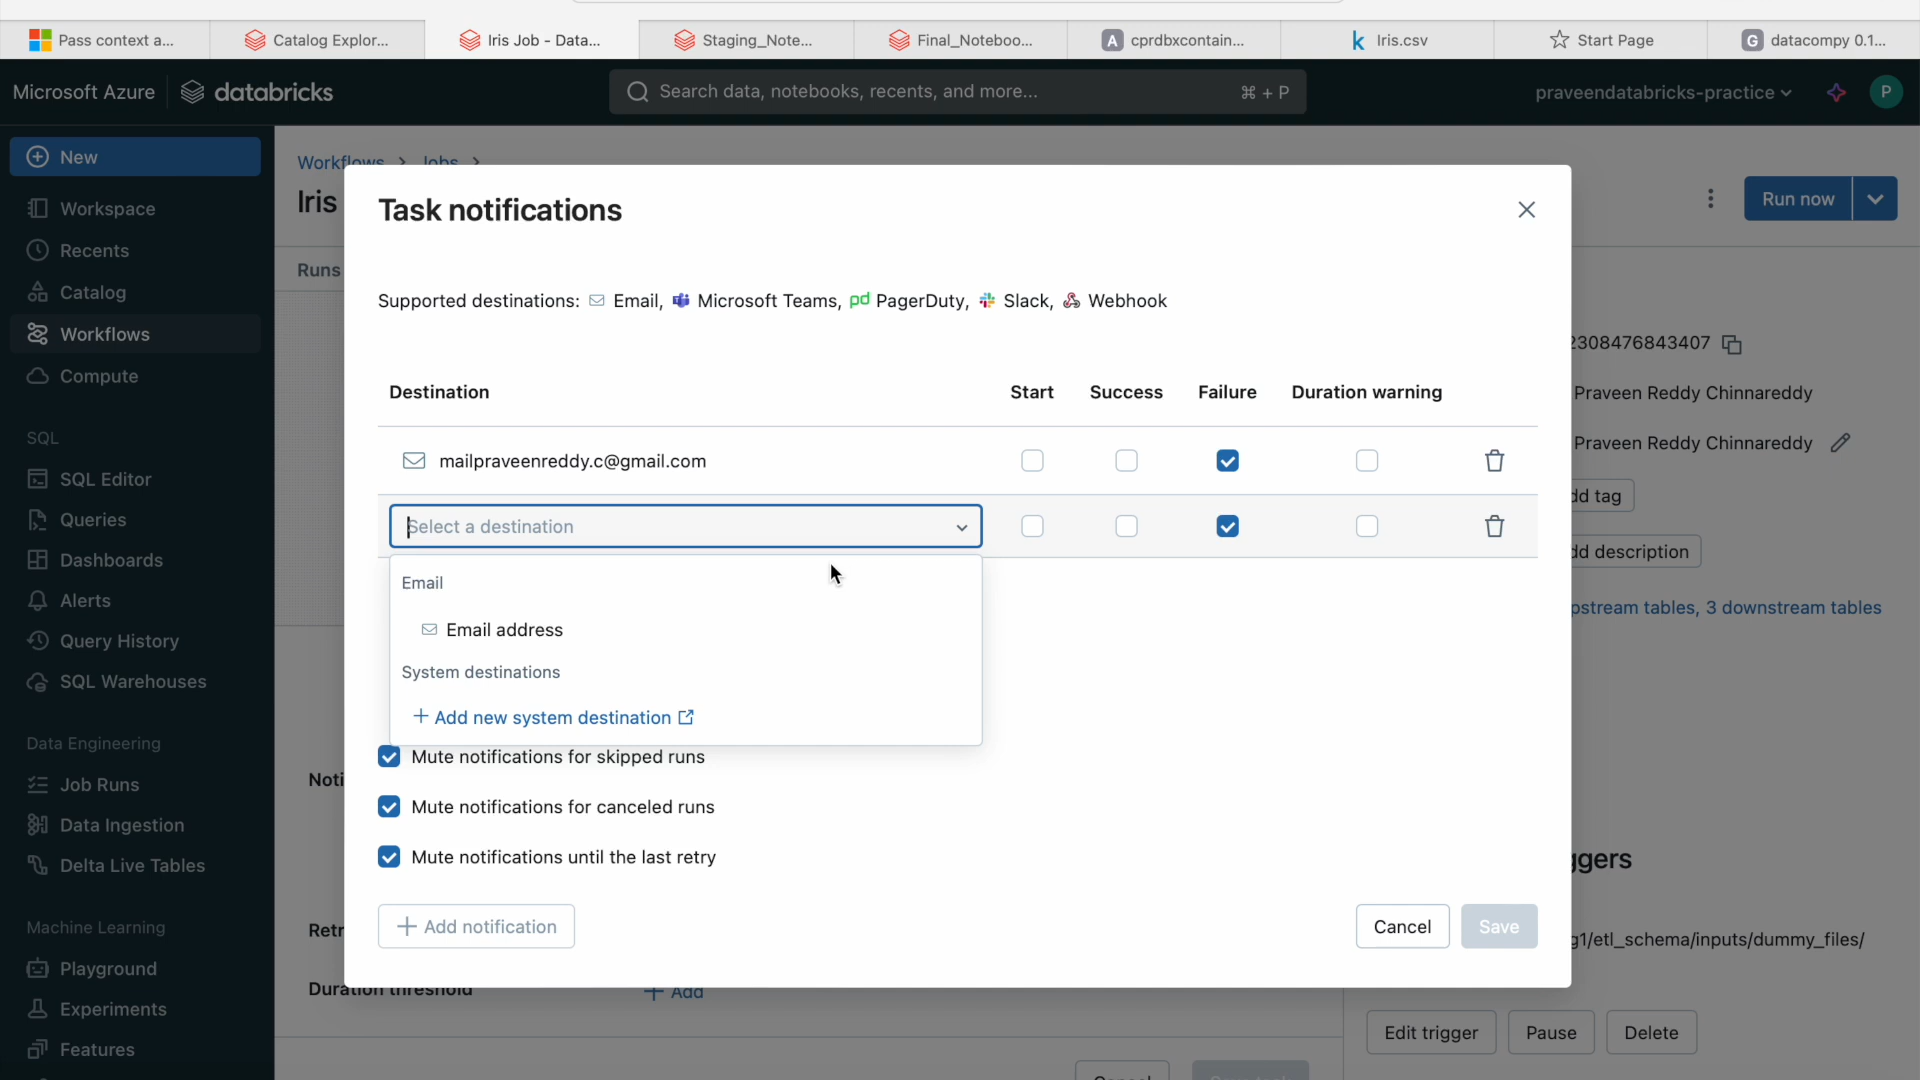 Pass context a...
Catalog Explor...
Iris Job - Data...
Staging_Note...
Final_Noteboo...
A cprdbxcontain...
k Iris.csv
Start Page
G datacompy 0.1...
Microsoft Azure databricks
Search data, notebooks, recents, and more... ⌘ + P
praveendatabricks-practice P
New
Workspace
Recents
Catalog
Workflows
Compute
SQL
SQL Editor
Queries
Dashboards
Alerts
Query History
SQL Warehouses
Data Engineering
Job Runs
Data Ingestion
Delta Live Tables
Machine Learning
Playground
Experiments
Features
Workflows > Jobs >
Iris
Run now
Runs
Task notifications
Supported destinations: Email, Microsoft Teams, pd PagerDuty, Slack, Webhook
Destination Start Success Failure Duration warning
mailpraveenreddy.c@gmail.com
Select a destination
Email
Email address
System destinations
+ Add new system destination
Mute notifications for skipped runs
Mute notifications for canceled runs
Mute notifications until the last retry
+ Add notification
Cancel Save
Noti
Retr
Duration threshold + Add
2308476843407
Praveen Reddy Chinnareddy
Praveen Reddy Chinnareddy
dd tag
dd description
pstream tables, 3 downstream tables
ggers
g1/etl_schema/inputs/dummy_files/
Edit trigger Pause Delete
Cancel